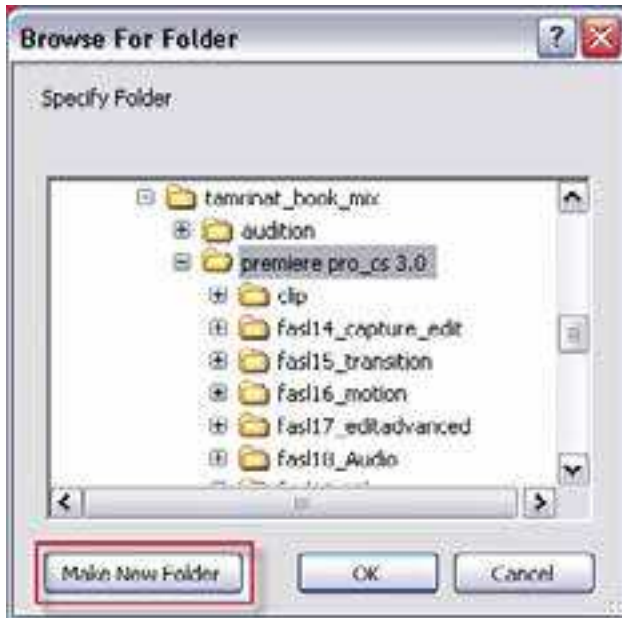 Browse For Folder
Specify Folder
tamrinat_book_mix
audition
premiere pro_cs 3.0
clip
fasl14_capture_edit
fasl15_transition
fasl16_motion
fasl17_editadvanced
fasl18_Audio
Make New Folder
OK
Cancel